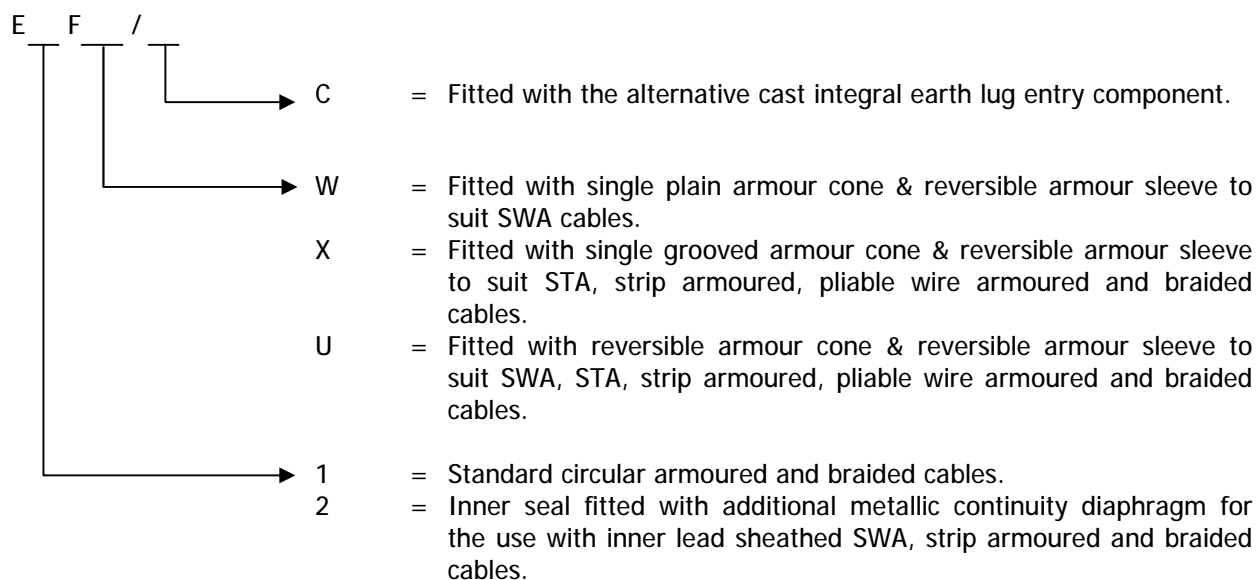 E__ F__ /__
C = Fitted with the alternative cast integral earth lug entry component.
W = Fitted with single plain armour cone & reversible armour sleeve to
suit SWA cables.
X = Fitted with single grooved armour cone & reversible armour sleeve
to suit STA, strip armoured, pliable wire armoured and braided
cables.
U = Fitted with reversible armour cone & reversible armour sleeve to
suit SWA, STA, strip armoured, pliable wire armoured and braided
cables.
1 = Standard circular armoured and braided cables.
2 = Inner seal fitted with additional metallic continuity diaphragm for
the use with inner lead sheathed SWA, strip armoured and braided
cables.